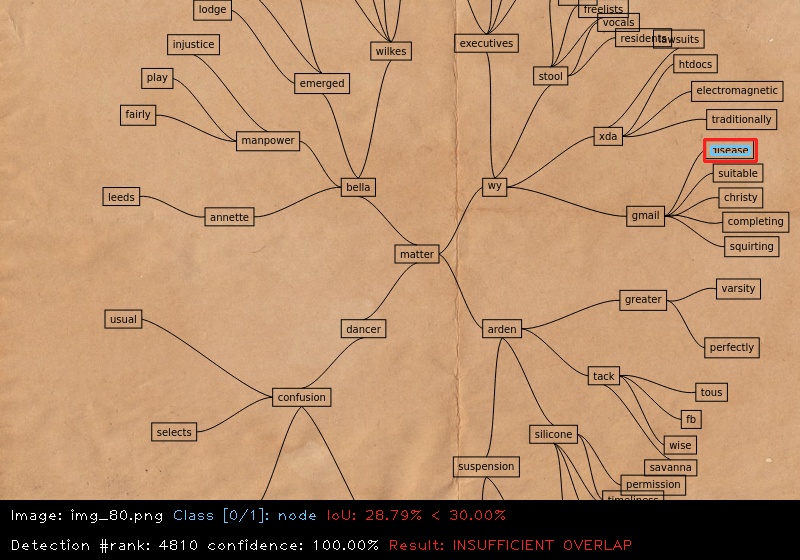 lodge
freelists
vocals
residents
lawsuits
injustice
wilkes
executives
htdocs
play
emerged
stool
electromagnetic
fairly
manpower
xda
traditionally
disease
suitable
leeds
annette
bella
wy
christy
gmail
completing
squirting
matter
varsity
greater
usual
dancer
arden
perfectly
tack
tous
confusion
fb
selects
silicone
wise
suspension
savanna
permission
timeliness
Image: img_80.png Class [0/1]: node IoU: 28.79% < 30.00%
Detection #rank: 4810 confidence: 100.00% Result: INSUFFICIENT OVERLAP